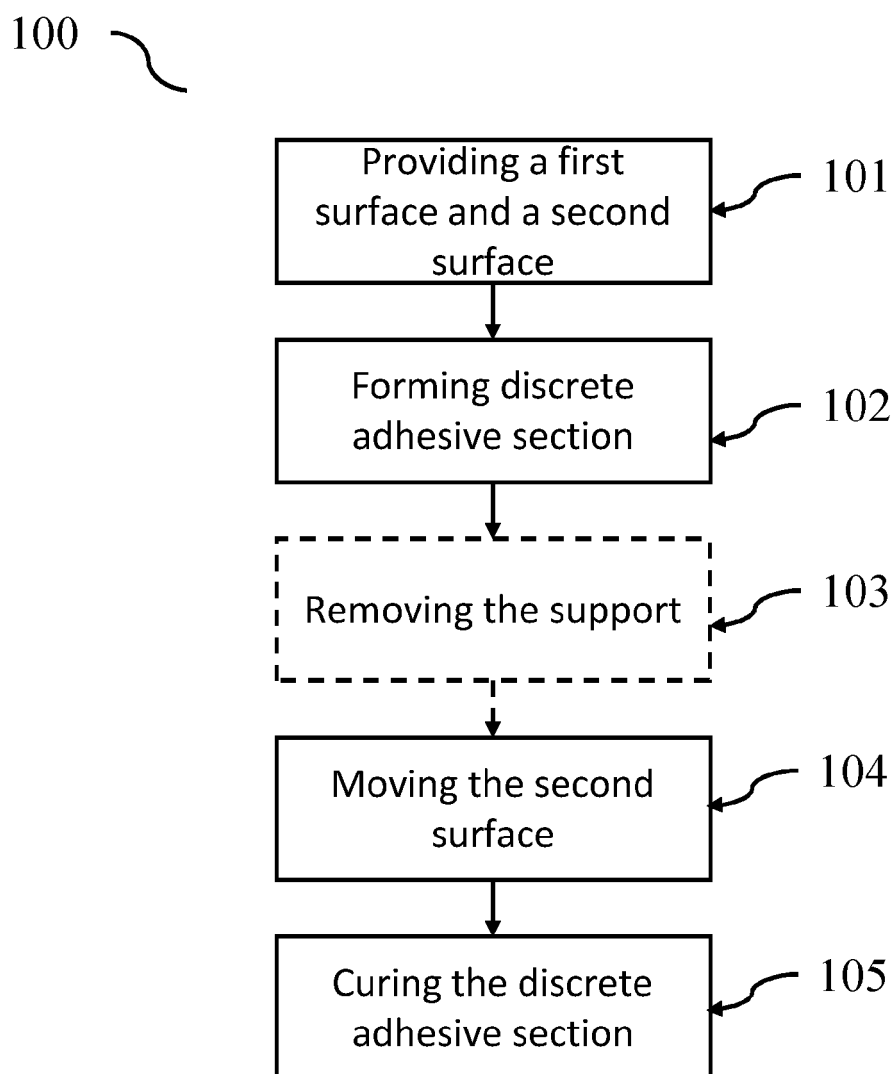 100
Providing a first
surface and a second
surface
101
Forming discrete
adhesive section
102
Removing the support
103
Moving the second
surface
104
Curing the discrete
adhesive section
105